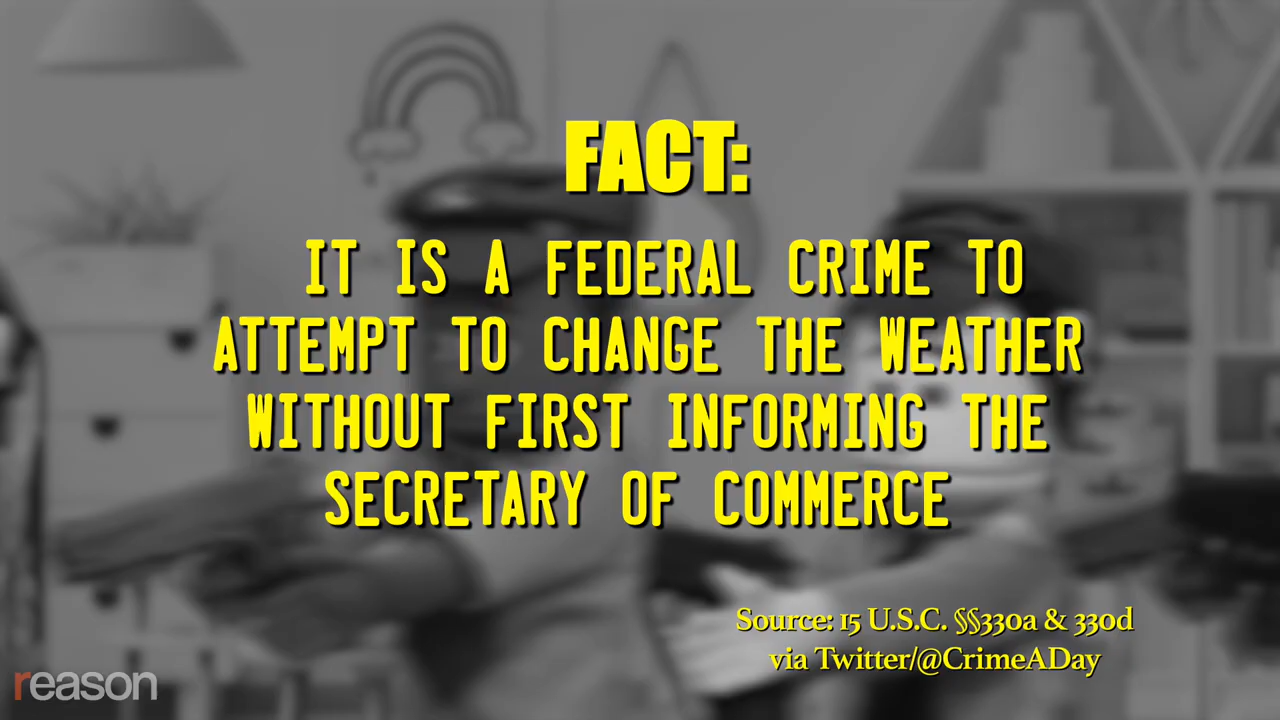 FACT:
IT IS A FEDERAL CRIME TO
ATTEMPT TO CHANGE THE WEATHER
WITHOUT FIRST INFORMING THE
SECRETARY OF COMMERCE
Source: 15 U.S.C. §§330a & 330d
via Twitter/@CrimeADay
reason